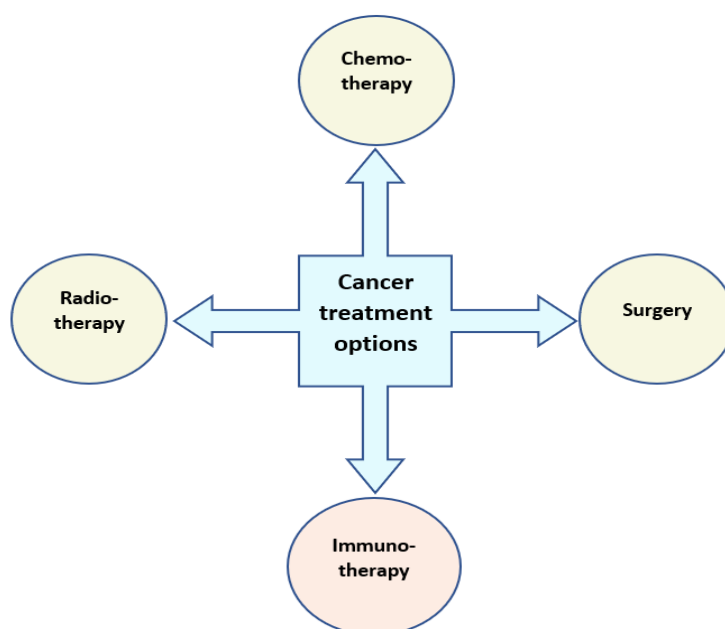 Chemo-
therapy
Radio-
therapy
Cancer
treatment
options
Surgery
Immuno-
therapy